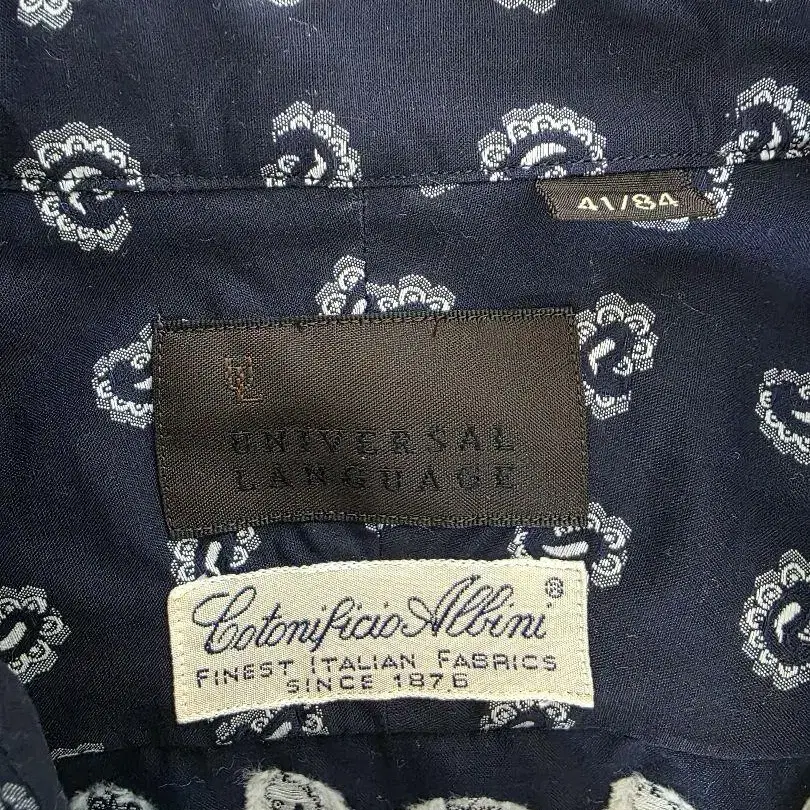 41/84
UL
UNIVERSAL
LANGUAGE
Cotonificio Albini®
FINEST ITALIAN FABRICS
SINCE 1876